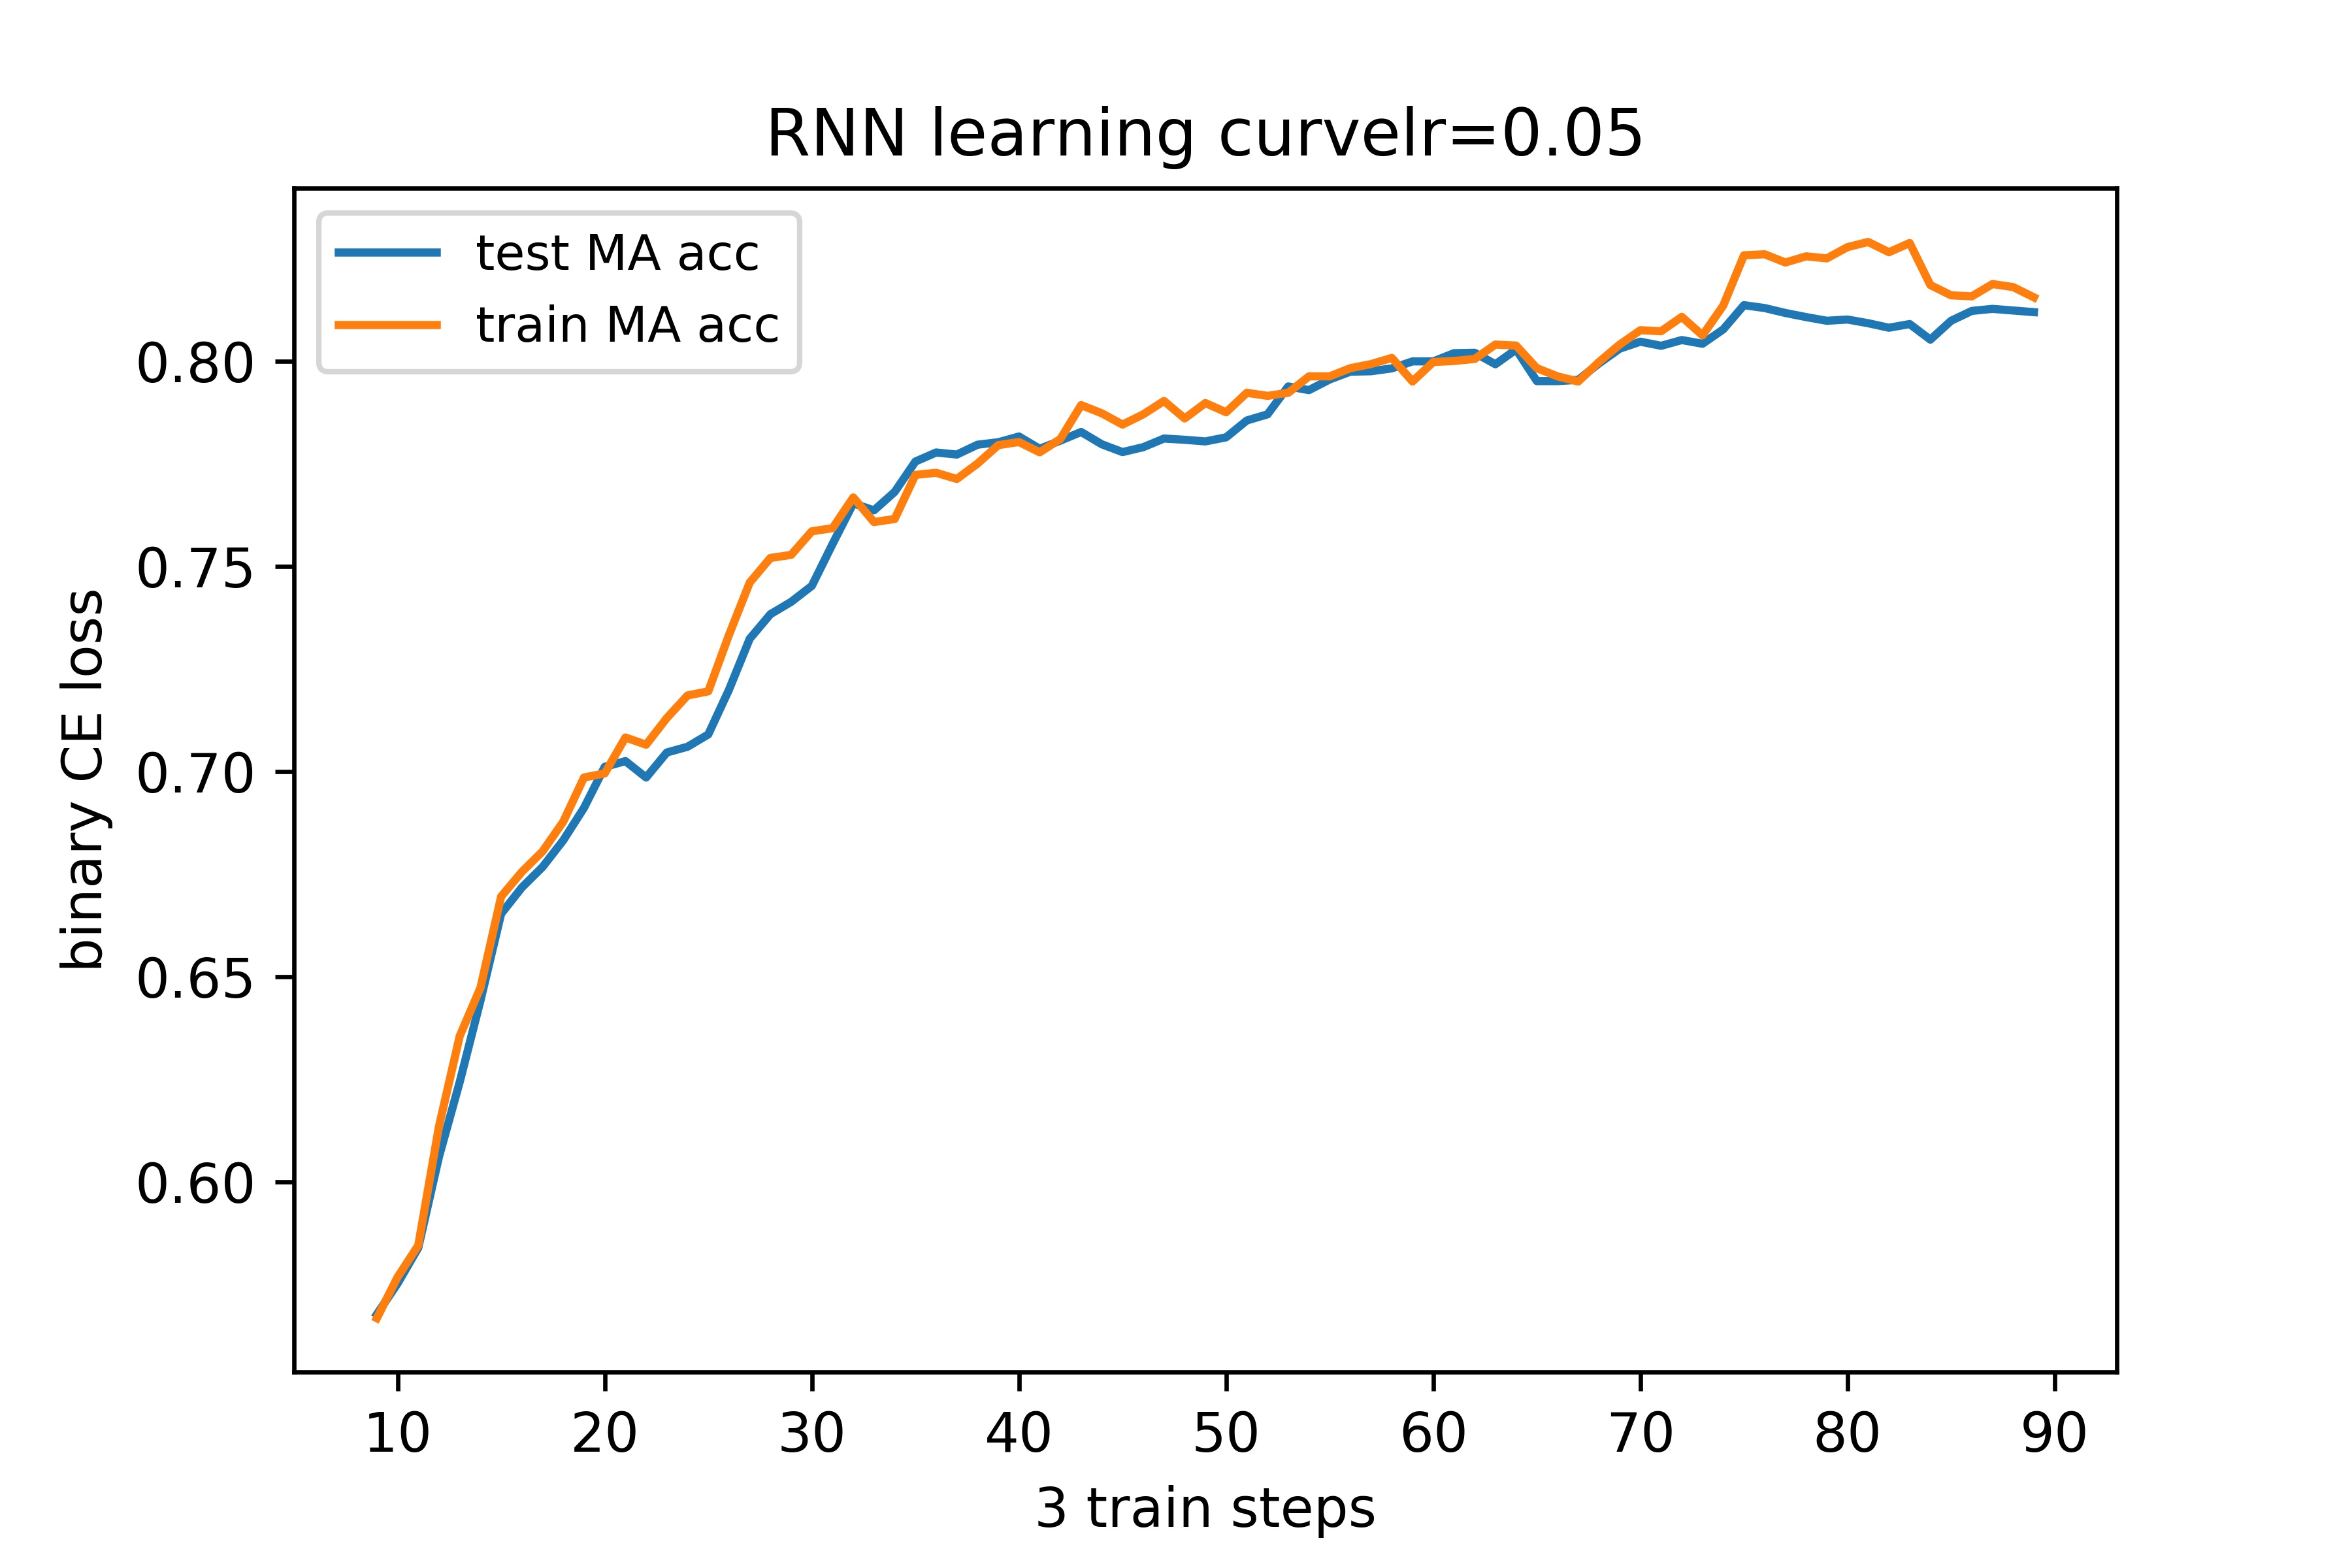 RNN learning curvelr=0.05
test MA acc
train MA acc
0.80
0.75
0.70
0.65
0.60
binary CE loss
10 20 30 40 50 60 70 80 90
3 train steps